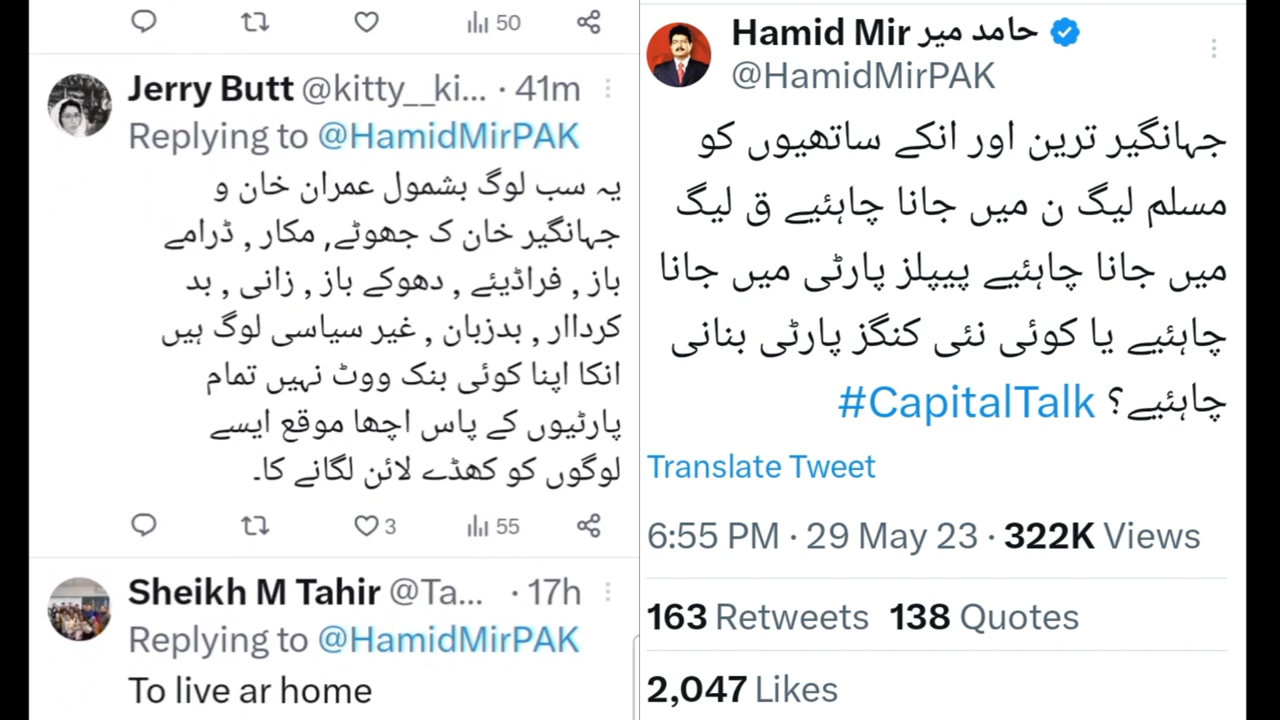 50
Jerry Butt @kitty__ki... · 41m
Replying to @HamidMirPAK
یہ سب لوگ بشمول عمران خان و
جہانگیر خان ک جھوٹے, مکار , ڈرامے
باز , فراڈیئے , دھوکے باز , زانی , بد
کرداار , بدزبان , غیر سیاسی لوگ ہیں
انکا اپنا کوئی بنک ووٹ نہیں تمام
پارٹیوں کے پاس اچھا موقع ایسے
لوگوں کو کھڈے لائن لگانے کا۔
3 55
Sheikh M Tahir @Ta... · 17h
Replying to @HamidMirPAK
To live ar home
Hamid Mir حامد میر
@HamidMirPAK
جہانگیر ترین اور انکے ساتھیوں کو
مسلم لیگ ن میں جانا چاہئیے ق لیگ
میں جانا چاہئیے پیپلز پارٹی میں جانا
چاہئیے یا کوئی نئی کنگز پارٹی بنانی
چاہئیے؟ #CapitalTalk
Translate Tweet
6:55 PM · 29 May 23 · 322K Views
163 Retweets 138 Quotes
2,047 Likes